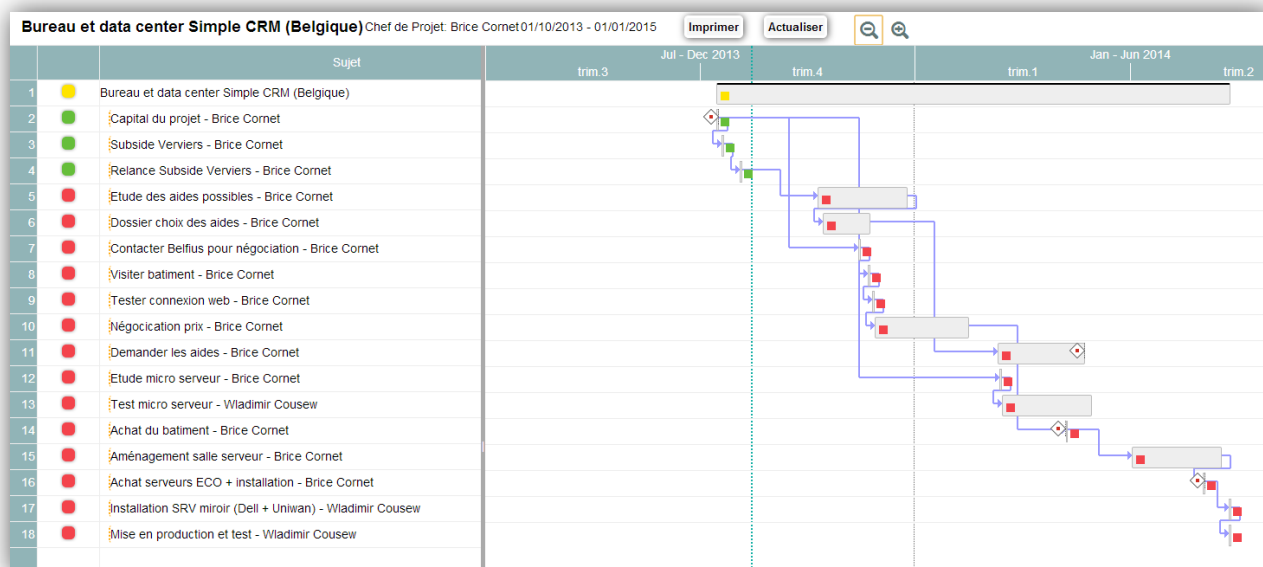 Bureau et data center Simple CRM (Belgique) Chef de Projet: Brice Cornet 01/10/2013 - 01/01/2015 Imprimer Actualiser
Sujet
Jul - Dec 2013 Jan - Jun 2014
trim.3 trim.4 trim.1 trim.2
1 Bureau et data center Simple CRM (Belgique)
2 Capital du projet - Brice Cornet
3 Subside Verviers - Brice Cornet
4 Relance Subside Verviers - Brice Cornet
5 Etude des aides possibles - Brice Cornet
6 Dossier choix des aides - Brice Cornet
7 Contacter Belfius pour négociation - Brice Cornet
8 Visiter batiment - Brice Cornet
9 Tester connexion web - Brice Cornet
10 Négocication prix - Brice Cornet
11 Demander les aides - Brice Cornet
12 Etude micro serveur - Brice Cornet
13 Test micro serveur - Wladimir Cousew
14 Achat du batiment - Brice Cornet
15 Aménagement salle serveur - Brice Cornet
16 Achat serveurs ECO + installation - Brice Cornet
17 Installation SRV miroir (Dell + Uniwan) - Wladimir Cousew
18 Mise en production et test - Wladimir Cousew